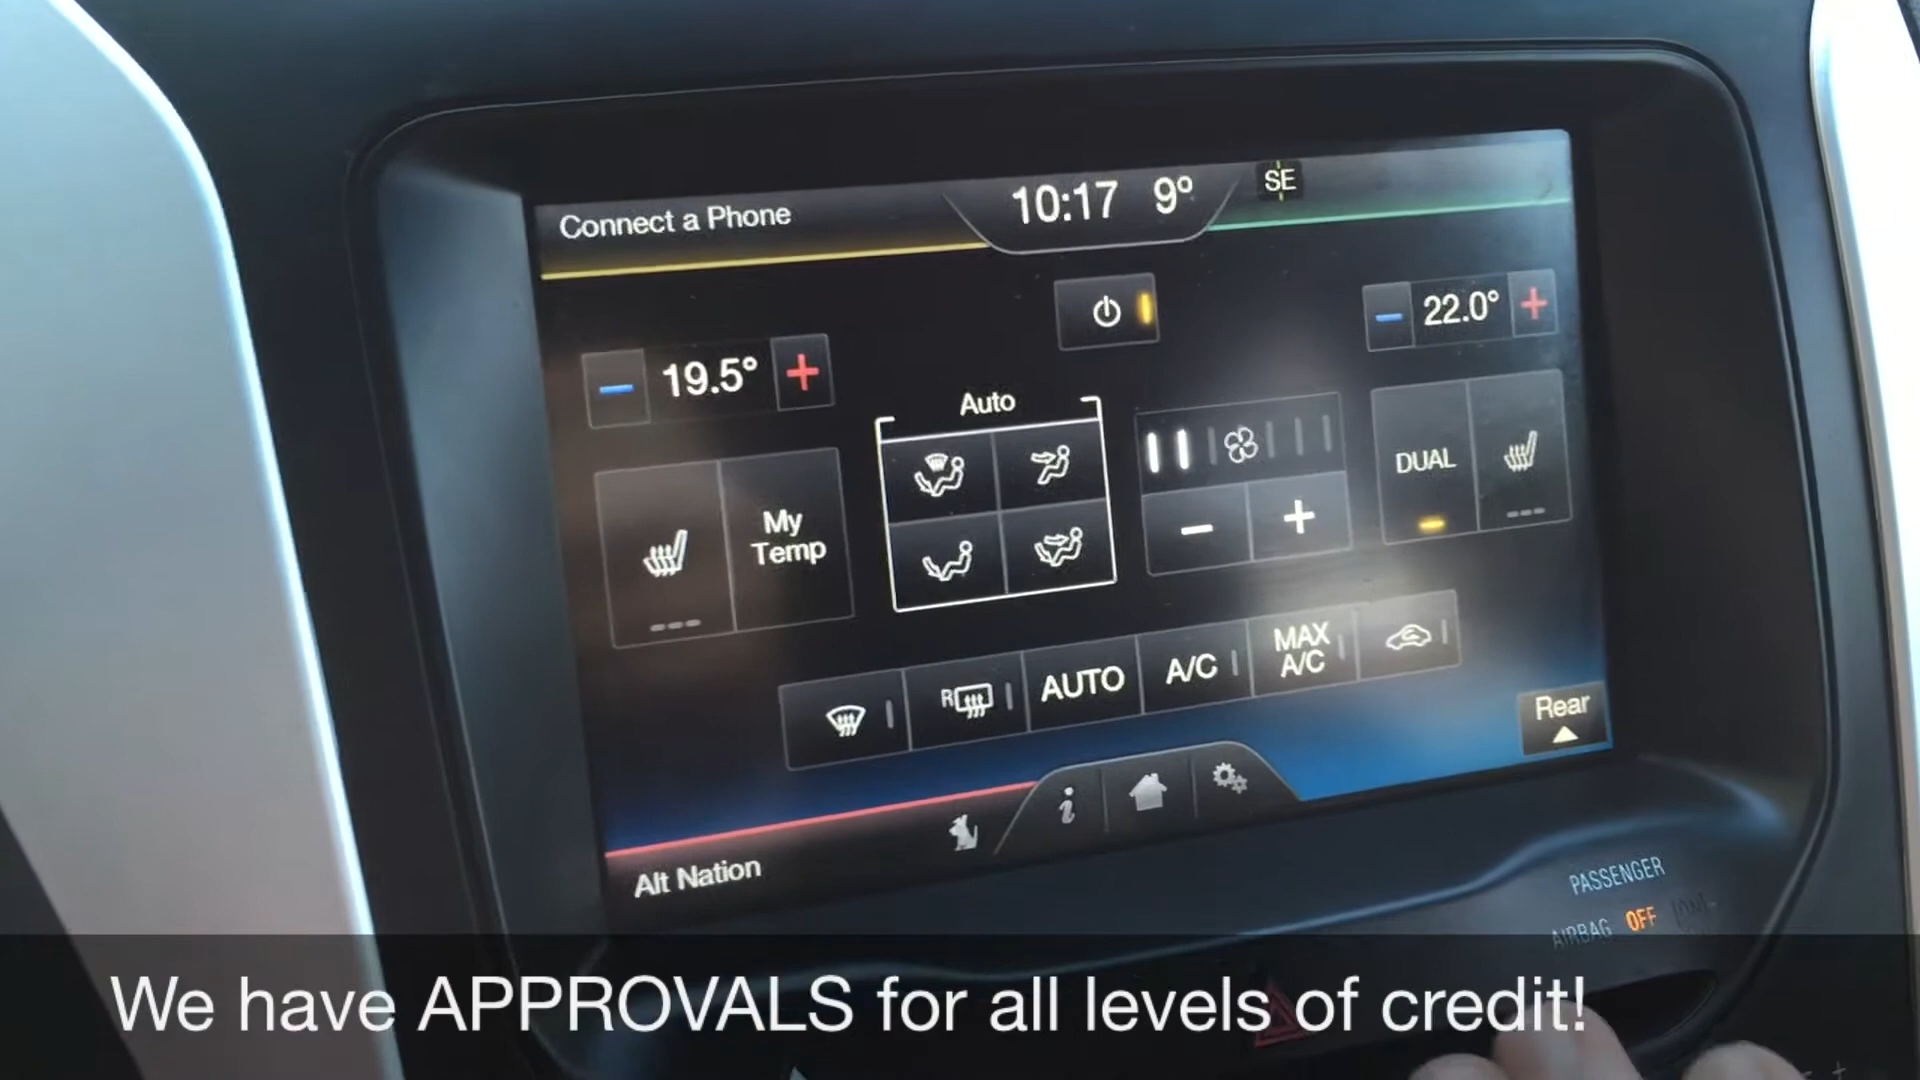 Connect a Phone
10:17 9°
SE
19.5°
22.0°
Auto
My
Temp
DUAL
R
AUTO
A/C
MAX
A/C
Rear
Alt Nation
PASSENGER
AIRBAG OFF
We have APPROVALS for all levels of credit!